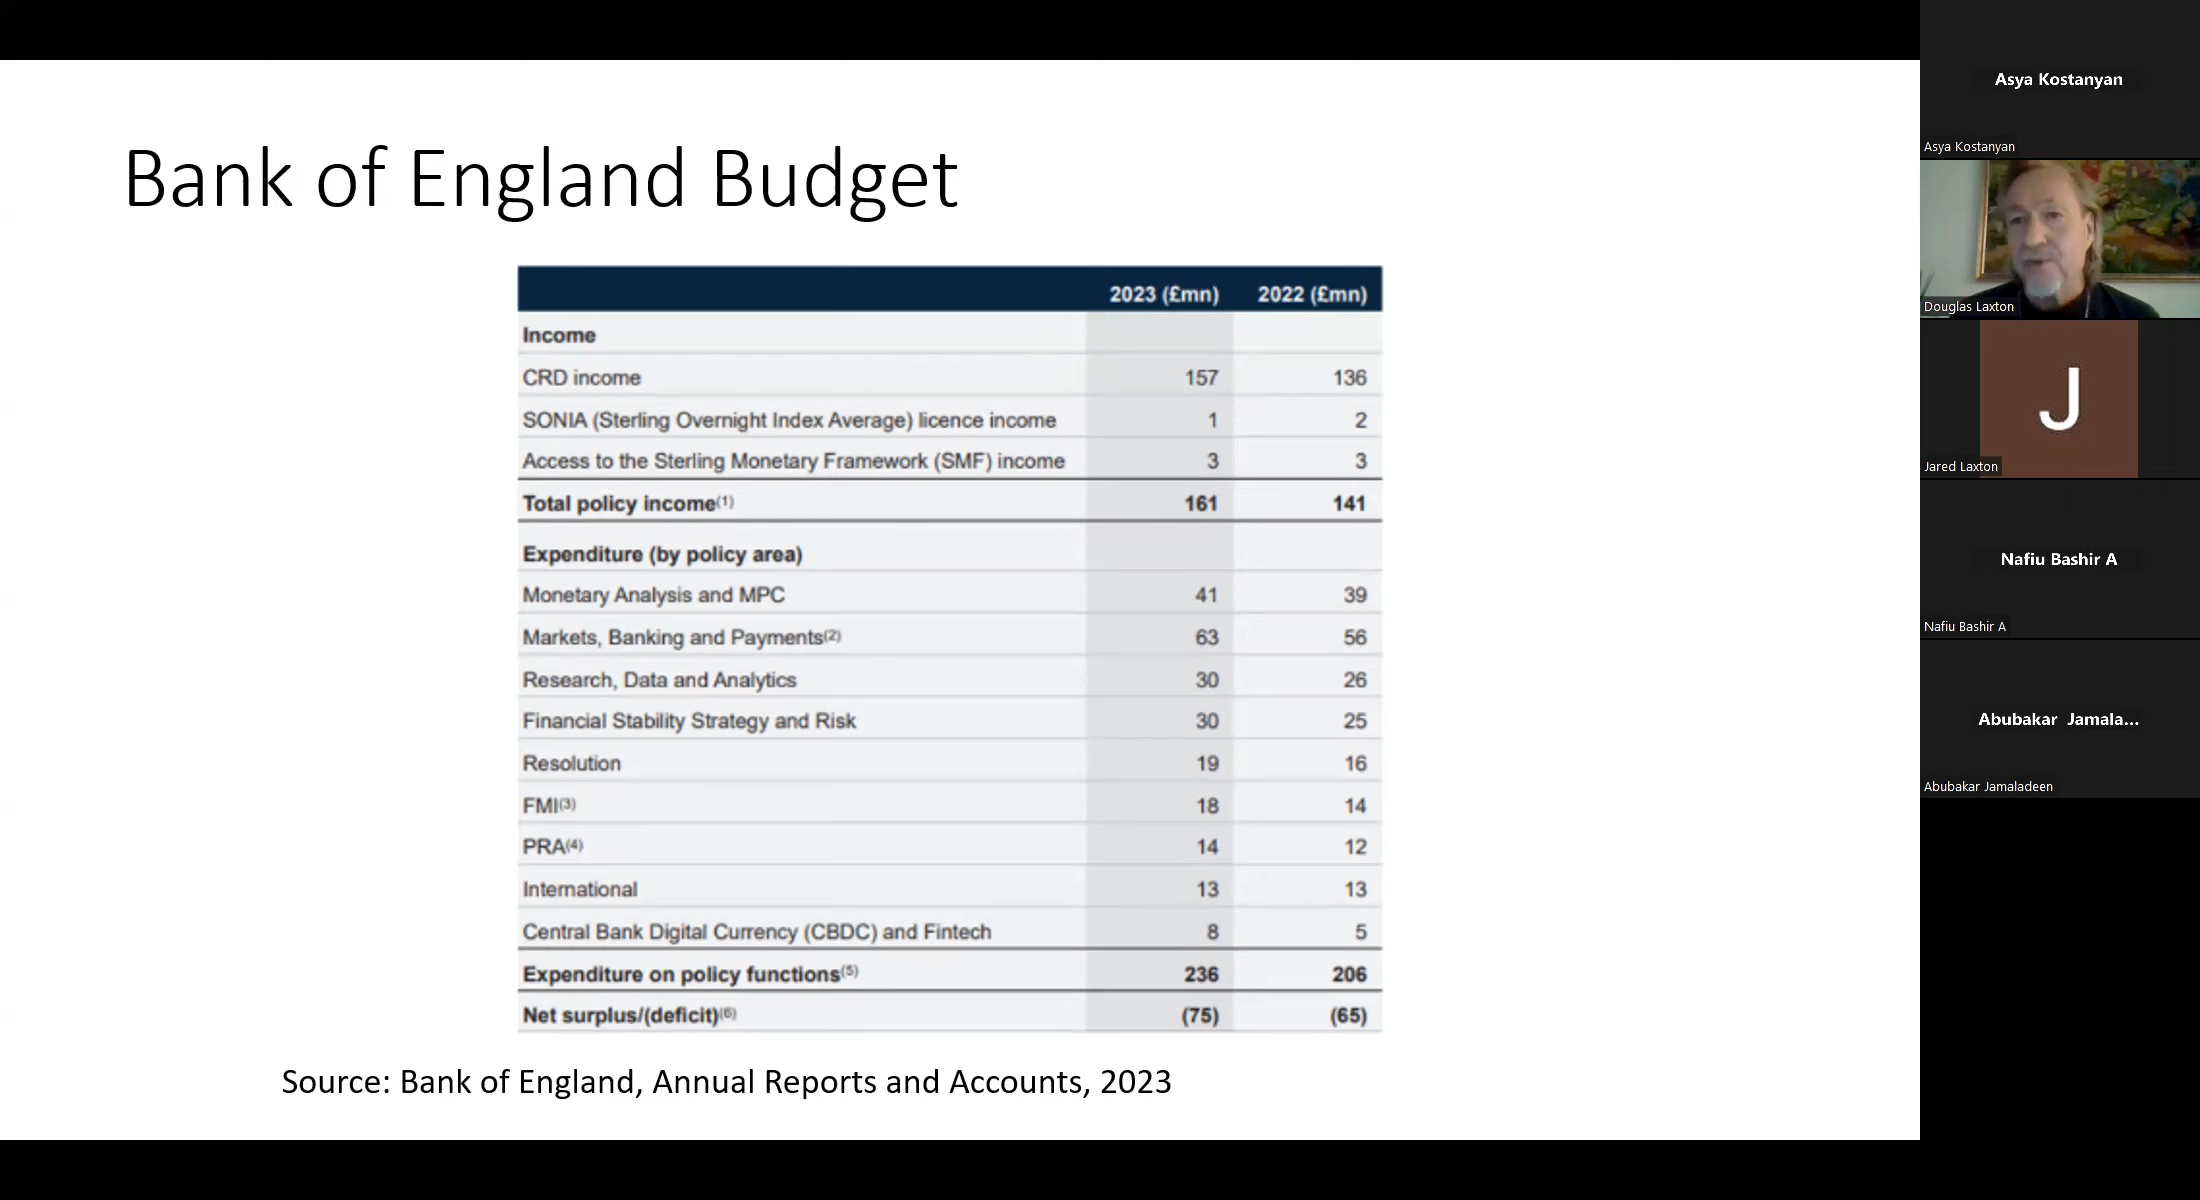 Bank of England Budget
2023 (£mn) 2022 (£mn)
Income
CRD income 157 136
SONIA (Sterling Overnight Index Average) licence income 1 2
Access to the Sterling Monetary Framework (SMF) income 3 3
Total policy income(1) 161 141
Expenditure (by policy area)
Monetary Analysis and MPC 41 39
Markets, Banking and Payments(2) 63 56
Research, Data and Analytics 30 26
Financial Stability Strategy and Risk 30 25
Resolution 19 16
FMI(3) 18 14
PRA(4) 14 12
International 13 13
Central Bank Digital Currency (CBDC) and Fintech 8 5
Expenditure on policy functions(5) 236 206
Net surplus/(deficit)(6) (75) (65)
Source: Bank of England, Annual Reports and Accounts, 2023
Asya Kostanyan
Asya Kostanyan
Douglas Laxton
J
Jared Laxton
Nafiu Bashir A
Nafiu Bashir A
Abubakar Jamala...
Abubakar Jamaladeen